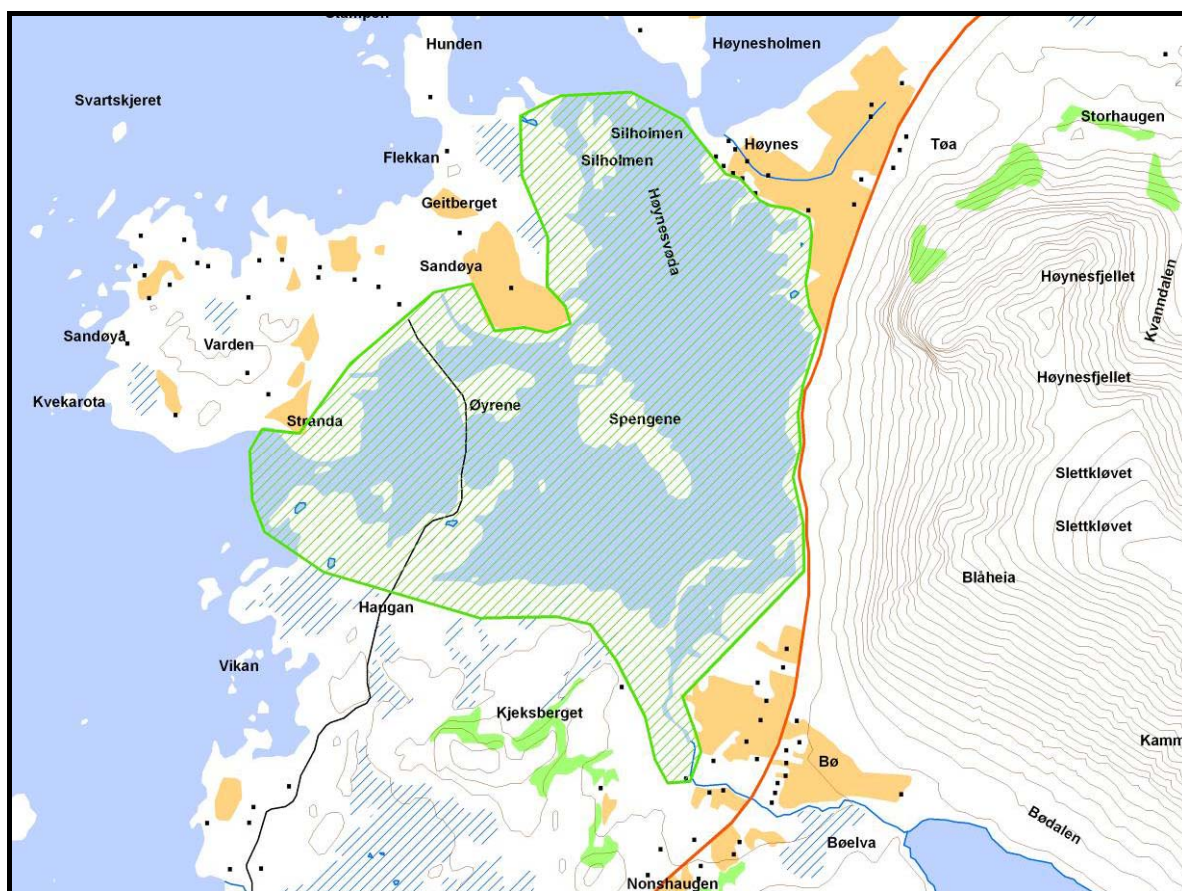 Hunden
Høynesholmen
Svartskjeret
Storhaugen
Silholmen
Høynes
Tøa
Flekkan
Silholmen
Geitberget
Høynesvøda
Sandøya
Høynesfjellet
Kvanndalen
Sandøya
Varden
Høynesfjellet
Kvekarota
Øyrene
Stranda
Spengene
Slettkløvet
Slettkløvet
Blåheia
Haugan
Vikan
Kjeksberget
Kamm
Bø
Bødalen
Bøelva
Nonshaugen